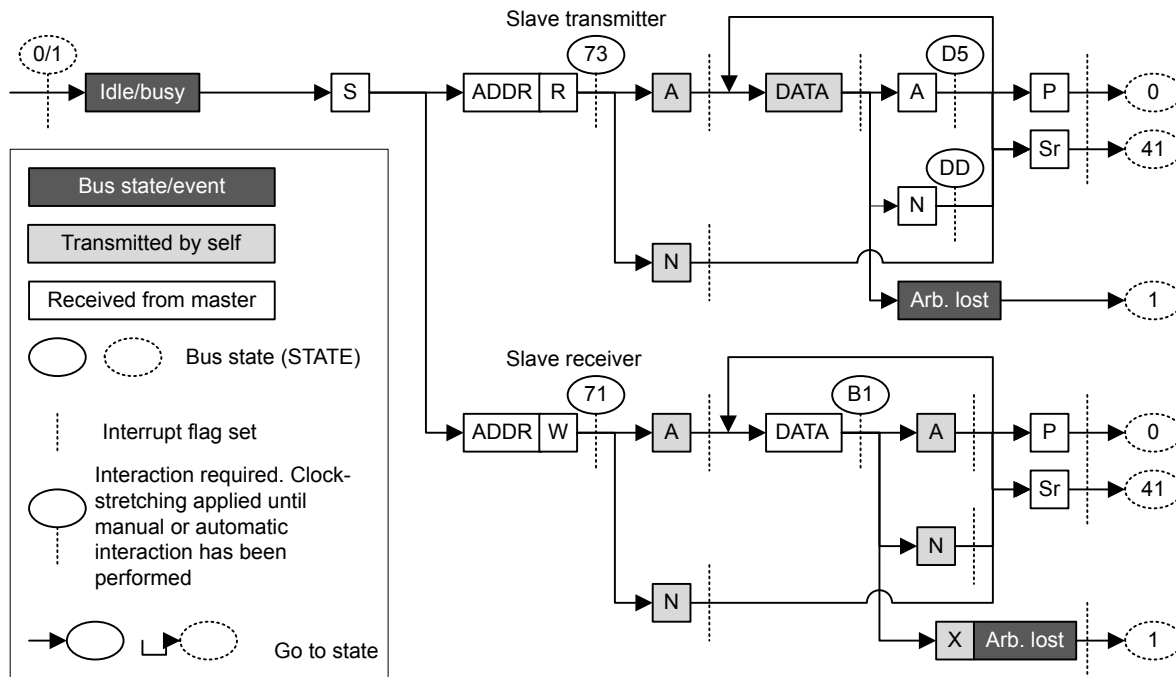 Slave transmitter
0/1
73
D5
Idle/busy
S
ADDR R
A
DATA
A
P
0
Sr
41
DD
N
N
Arb. lost
1
Bus state/event
Transmitted by self
Received from master
Bus state (STATE)
Interrupt flag set
Interaction required. Clock-
stretching applied until
manual or automatic
interaction has been
performed
Go to state
Slave receiver
71
B1
ADDR W
A
DATA
A
P
0
Sr
41
N
N
X Arb. lost
1